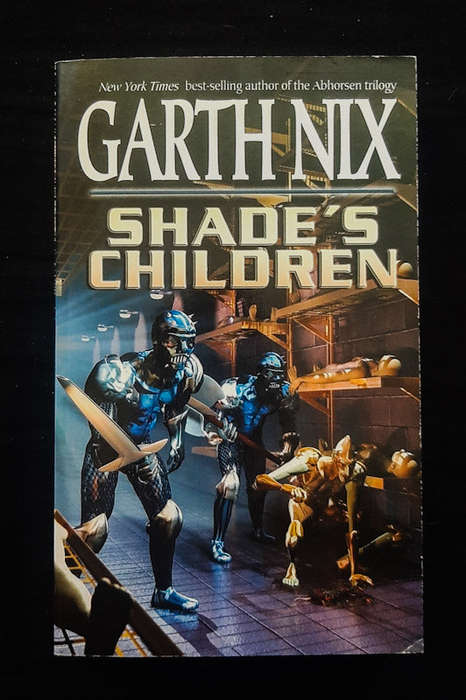 New York Times best-selling author of the Abhorsen trilogy
GARTH NIX
SHADE'S
CHILDREN